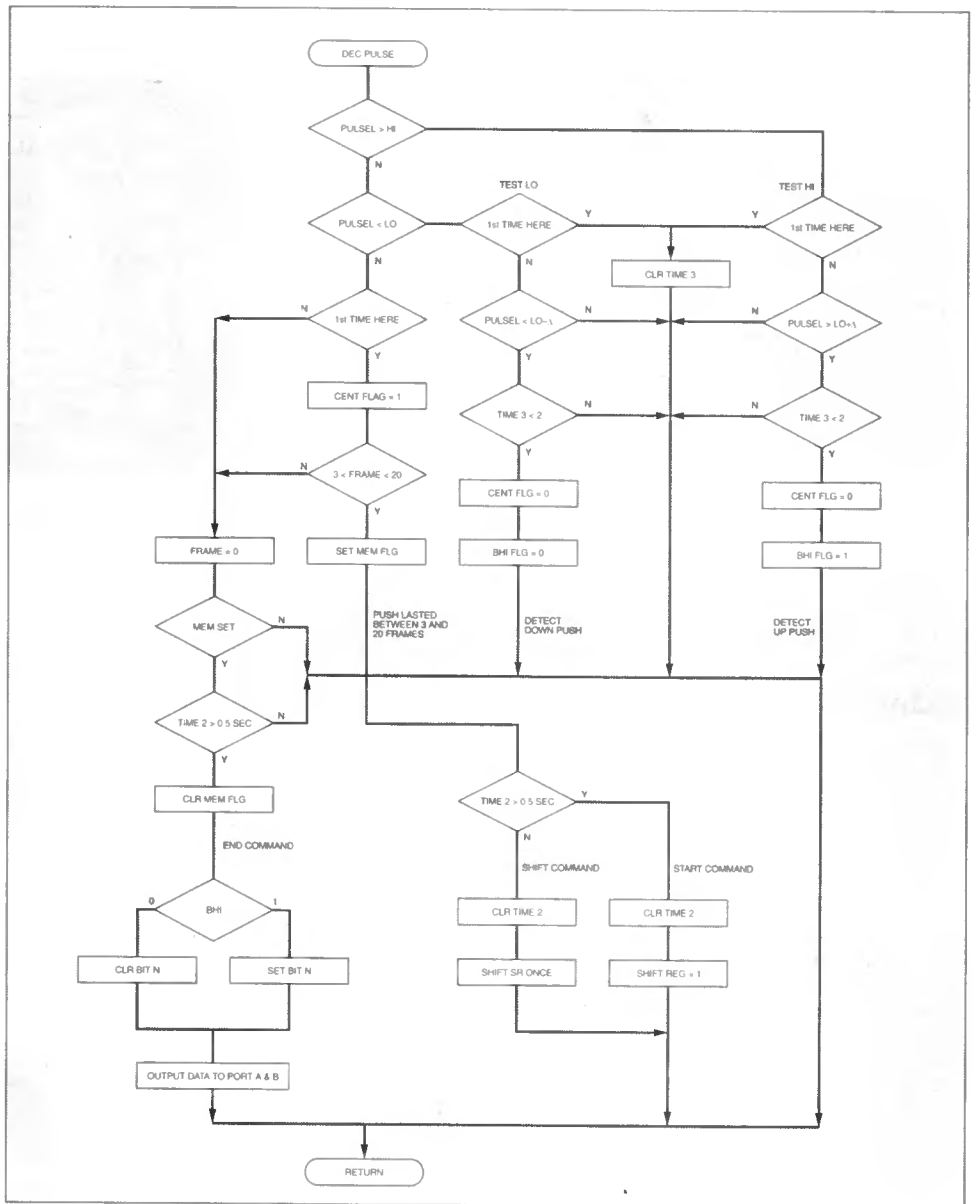 DEC PULSE
PULSEL > HI
N
TEST LO
TEST HI
PULSEL < LO
1st TIME HERE
Y
Y
1st TIME HERE
N
N
N
CLR TIME 3
N
1st TIME HERE
PULSEL < LO–Δ
N
N
PULSEL > LO+Δ
Y
Y
Y
CENT FLAG = 1
TIME 3 < 2
N
N
TIME 3 < 2
N
3 < FRAME < 20
Y
Y
Y
CENT FLG = 0
CENT FLG = 0
FRAME = 0
SET MEM FLG
BHI FLG = 0
BHI FLG = 1
MEM SET
N
PUSH LASTED
BETWEEN 3 AND
20 FRAMES
DETECT
DOWN PUSH
DETECT
UP PUSH
Y
TIME 2 > 0.5 SEC
N
Y
CLR MEM FLG
TIME 2 > 0.5 SEC
Y
N
END COMMAND
SHIFT COMMAND
START COMMAND
0
BHI
1
CLR TIME 2
CLR TIME 2
CLR BIT N
SET BIT N
SHIFT SR ONCE
SHIFT REG = 1
OUTPUT DATA TO PORT A & B
RETURN